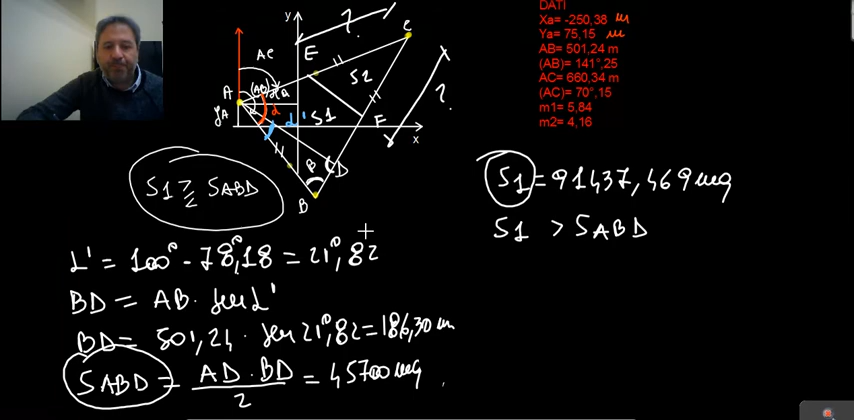 DATI
Xa= -250,38 m
Ya= 75,15 m
AB= 501,24 m
(AB)= 141°,25
AC= 660,34 m
(AC)= 70°,15
m1= 5,84
m2= 4,16
y
?
C
E
AC
S2
A
(AB)
α
yA
α'
S1
F
?
x
β
D
B
S1 ≥ SABD
S1 = 91437,469 mq
S1 > SABD
L' = 100° - 78°,18 = 21°,82
BD = AB · sen L'
BD = 501,24 · sen 21°,82 = 186,30 m
SABD = AD · BD / 2 = 45700 mq